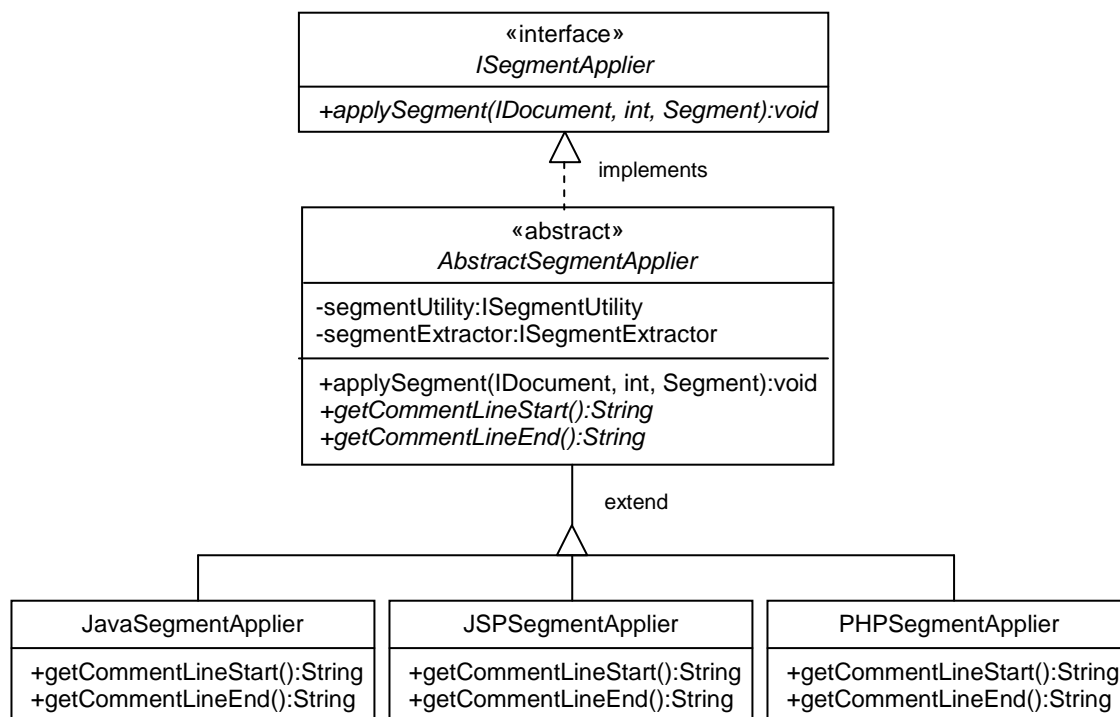 «interface»
ISegmentApplier
+applySegment(IDocument, int, Segment):void
implements
«abstract»
AbstractSegmentApplier
-segmentUtility:ISegmentUtility
-segmentExtractor:ISegmentExtractor
+applySegment(IDocument, int, Segment):void
+getCommentLineStart():String
+getCommentLineEnd():String
extend
JavaSegmentApplier
+getCommentLineStart():String
+getCommentLineEnd():String
JSPSegmentApplier
+getCommentLineStart():String
+getCommentLineEnd():String
PHPSegmentApplier
+getCommentLineStart():String
+getCommentLineEnd():String